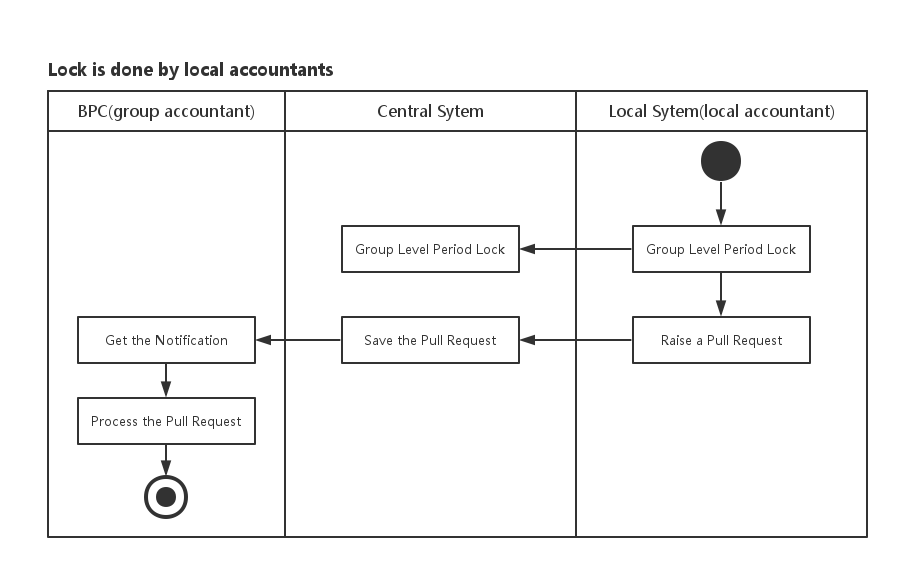 Lock is done by local accountants
BPC(group accountant)
Central Sytem
Local Sytem(local accountant)
Group Level Period Lock
Group Level Period Lock
Get the Notification
Save the Pull Request
Raise a Pull Request
Process the Pull Request